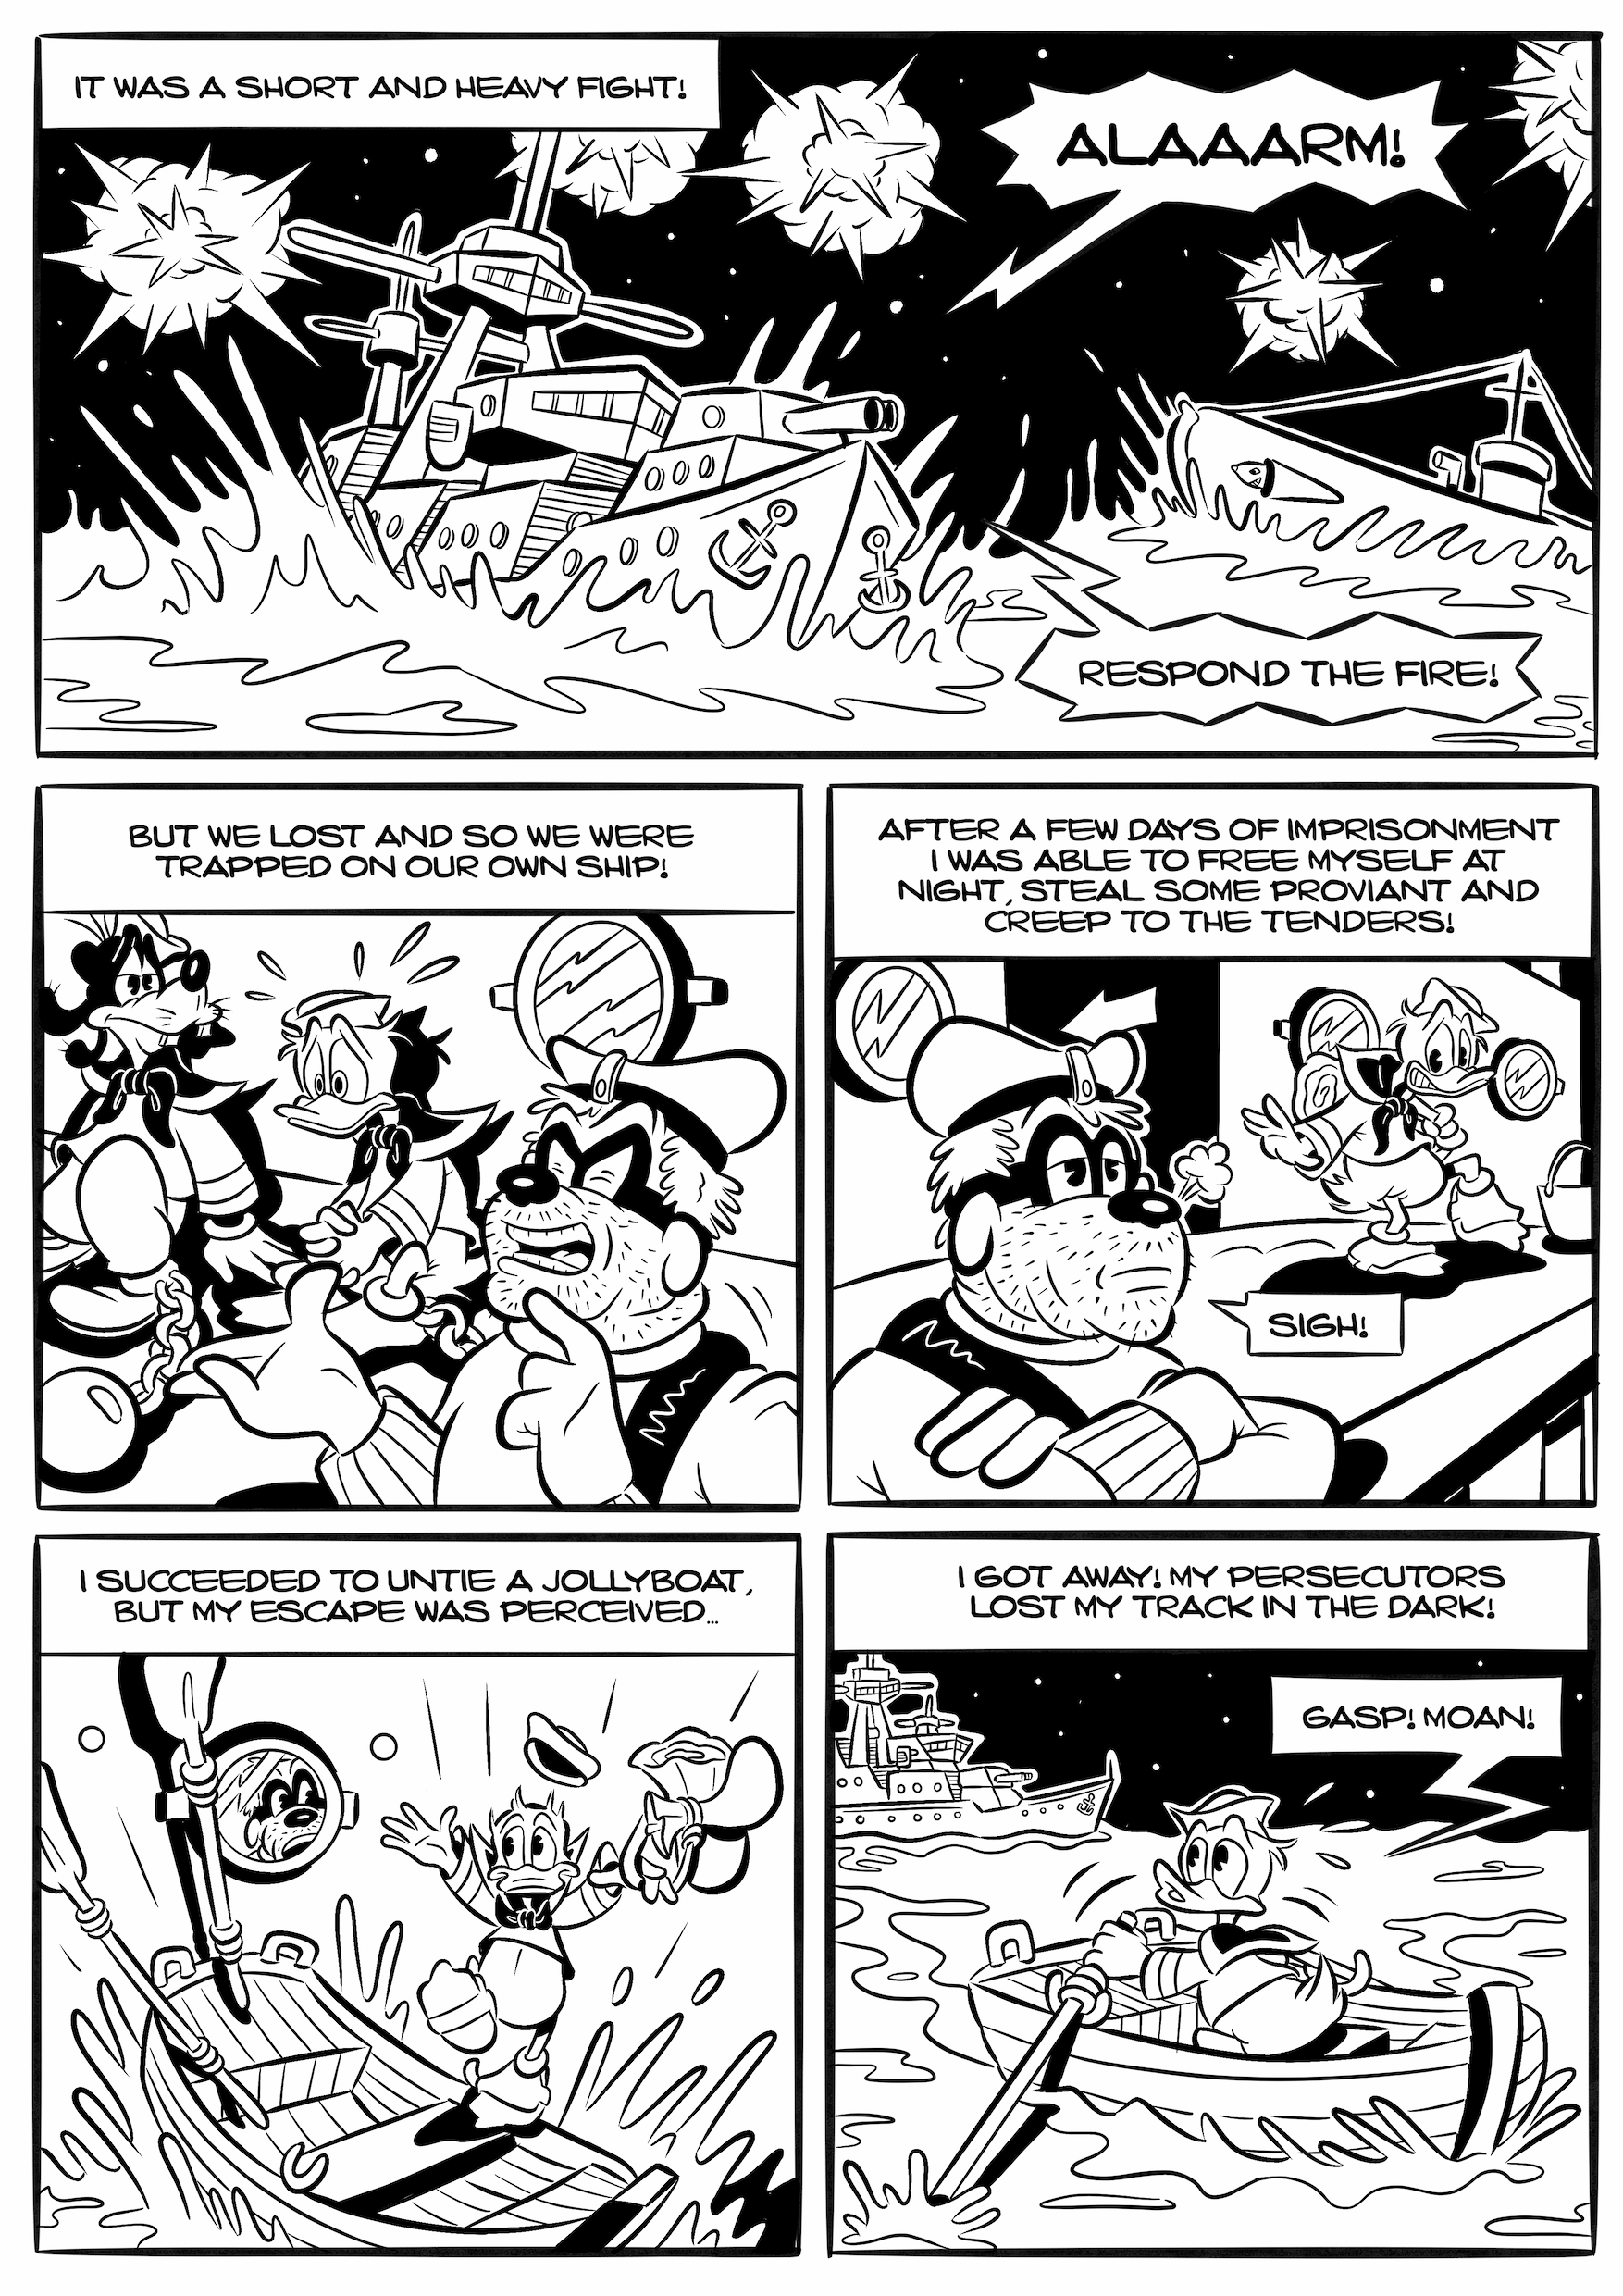 IT WAS A SHORT AND HEAVY FIGHT!
ALAAARM!
RESPOND THE FIRE!
BUT WE LOST AND SO WE WERE
TRAPPED ON OUR OWN SHIP!
AFTER A FEW DAYS OF IMPRISONMENT
I WAS ABLE TO FREE MYSELF AT
NIGHT, STEAL SOME PROVIANT AND
CREEP TO THE TENDERS!
SIGH!
I SUCCEEDED TO UNTIE A JOLLYBOAT,
BUT MY ESCAPE WAS PERCEIVED...
I GOT AWAY! MY PERSECUTORS
LOST MY TRACK IN THE DARK!
GASP! MOAN!